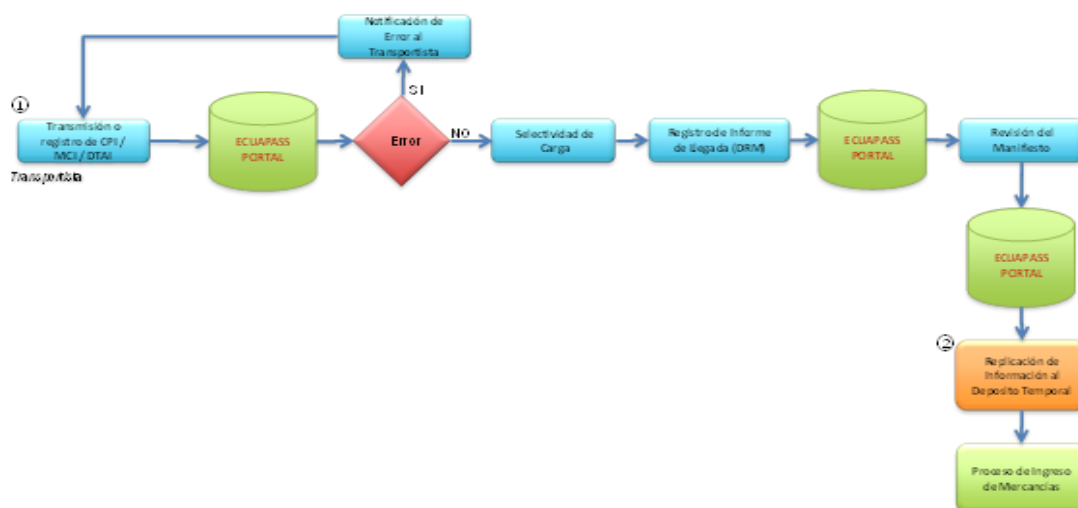 Notificación de
Error al
Transportista
SI
①
Transmisión o
registro de CPI /
MCI / DTAI
Transportista
ECUAPASS
PORTAL
Error
NO
Selectividad de
Carga
Registro de Informe
de Llegada (DRM)
ECUAPASS
PORTAL
Revisión del
Manifiesto
ECUAPASS
PORTAL
②
Replicación de
Información al
Deposito Temporal
Proceso de Ingreso
de Mercancías